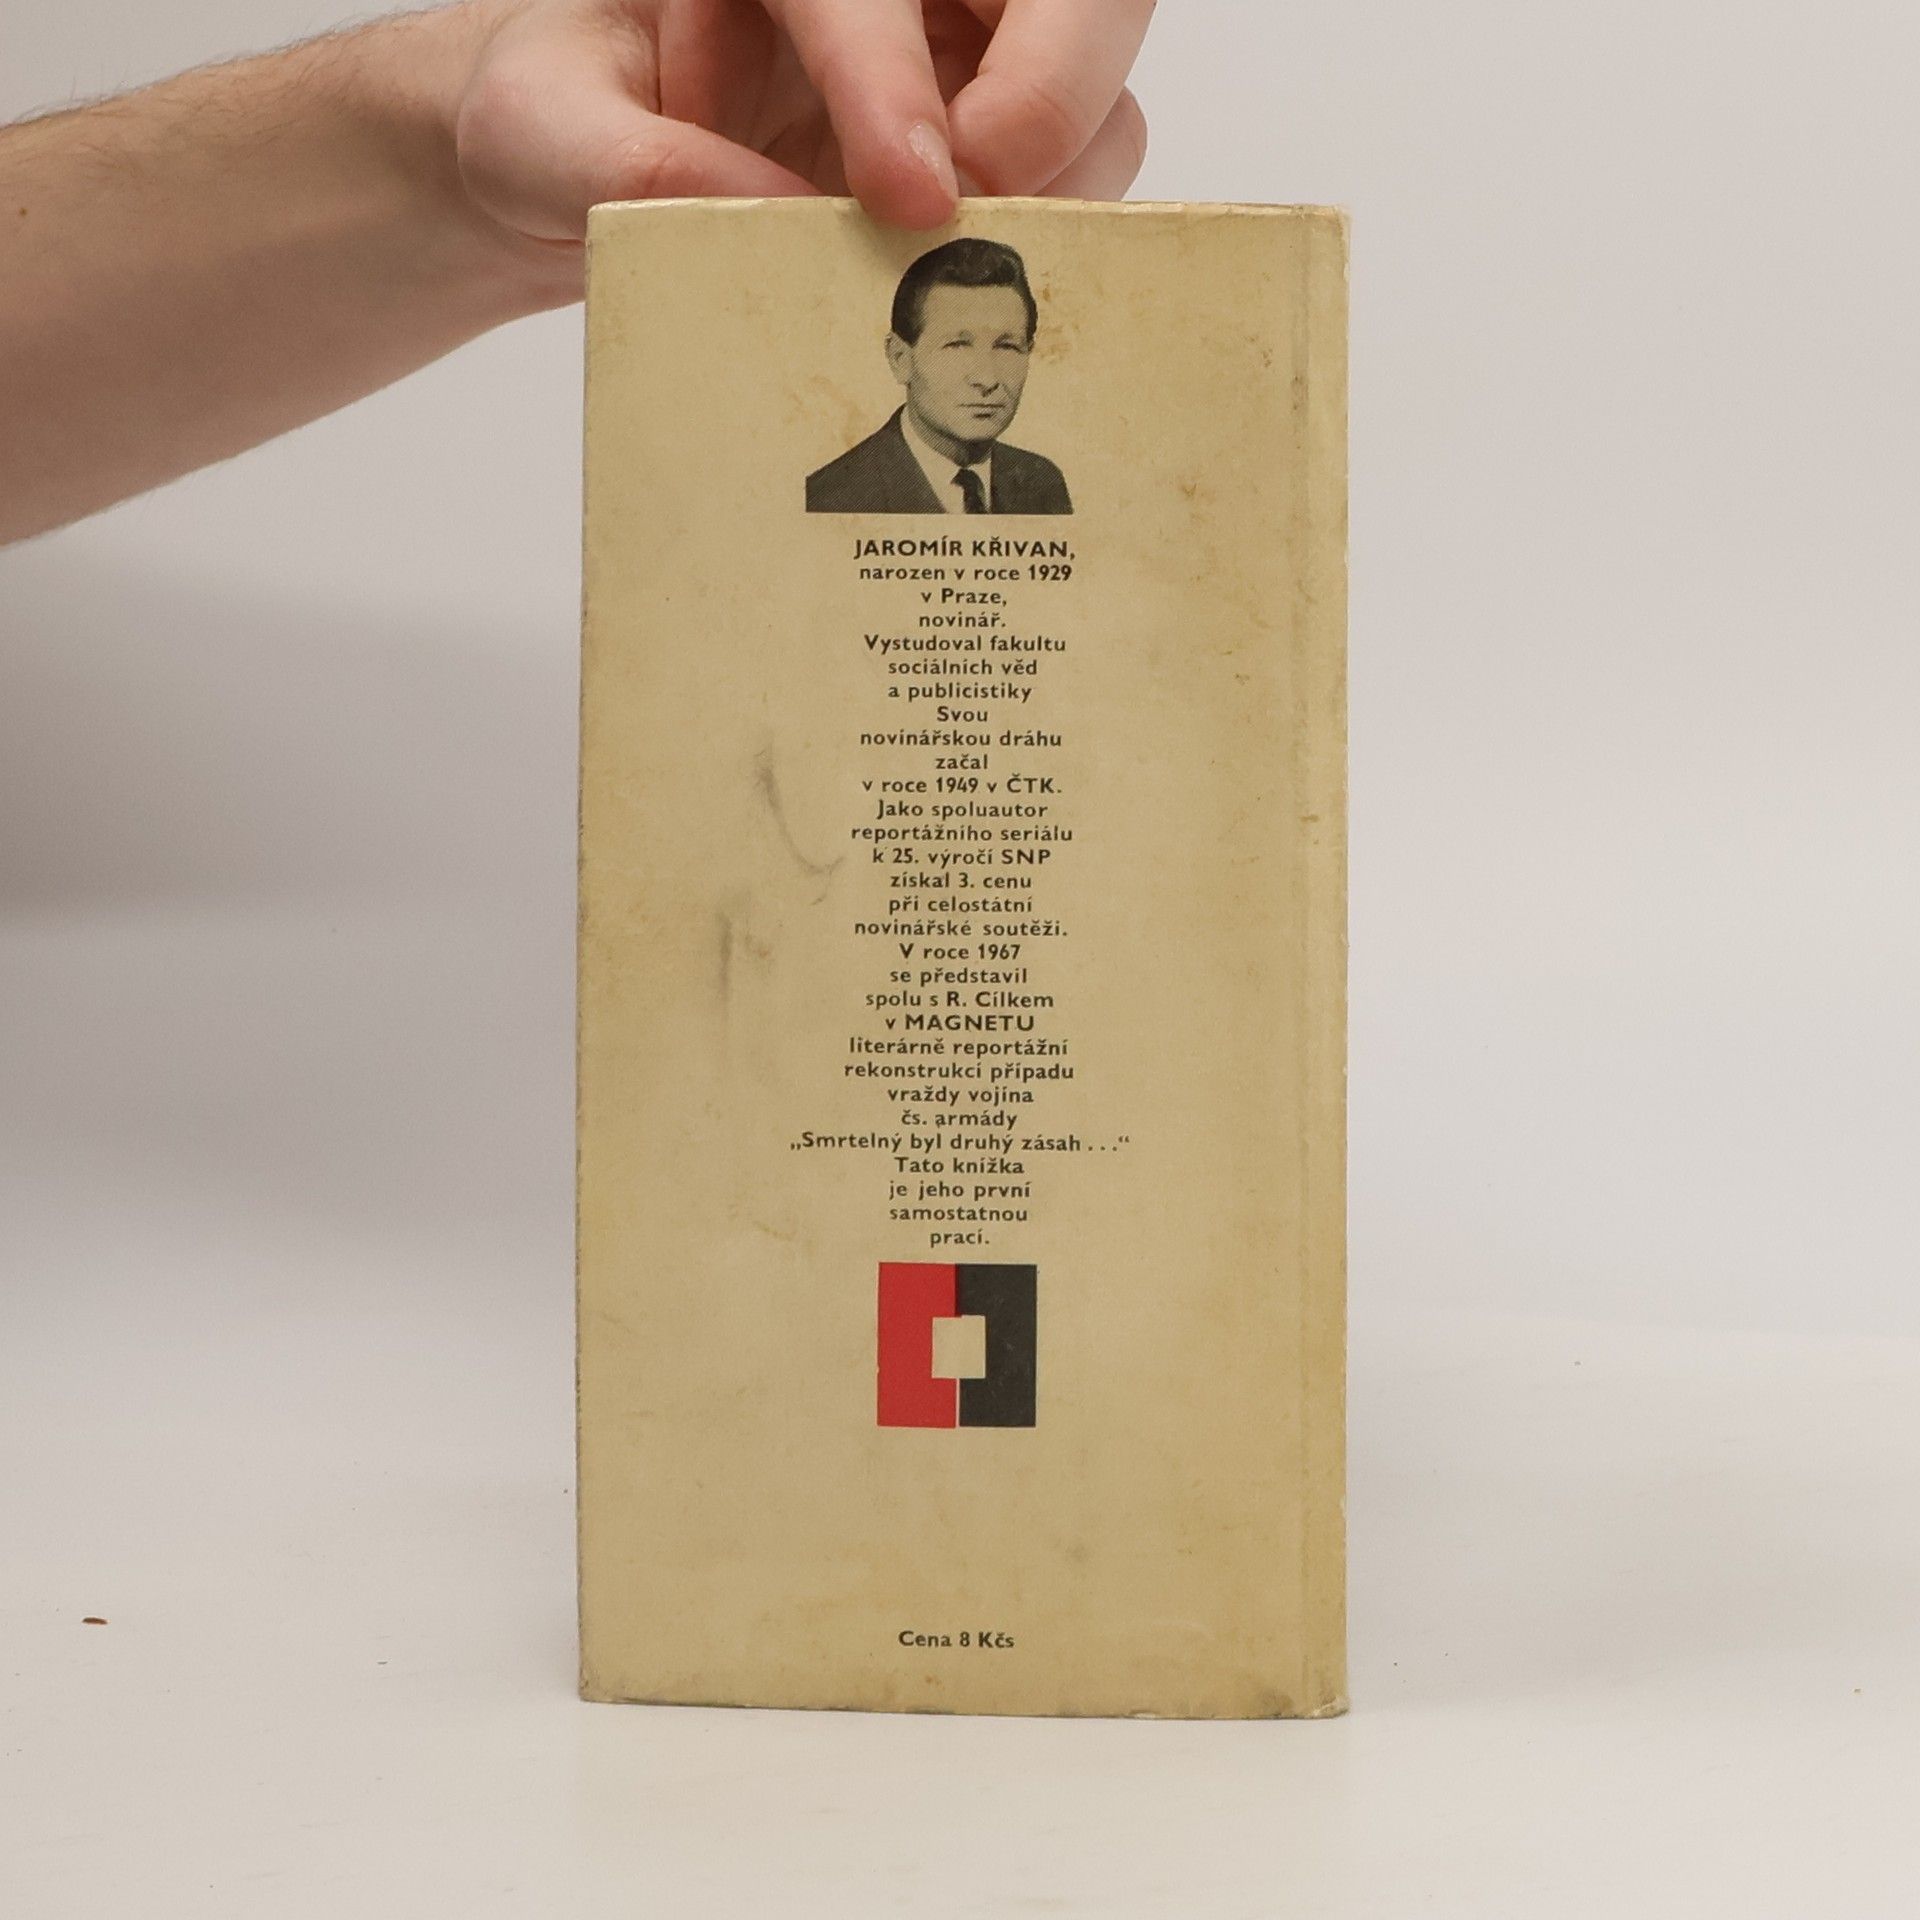 JAROMÍR KŘIVAN,
narozen v roce 1929
v Praze,
novinář.
Vystudoval fakultu
sociálních věd
a publicistiky
Svou
novinářskou dráhu
začal
v roce 1949 v ČTK.
Jako spoluautor
reportážního seriálu
k 25. výročí SNP
získal 3. cenu
při celostátní
novinářské soutěži.
V roce 1967
se představil
spolu s R. Cílkem
v MAGNETU
literárně reportážní
rekonstrukcí případu
vraždy vojína
čs. armády
„Smrtelný byl druhý zásah . . .“
Tato knížka
je jeho první
samostatnou
prací.
Cena 8 Kčs